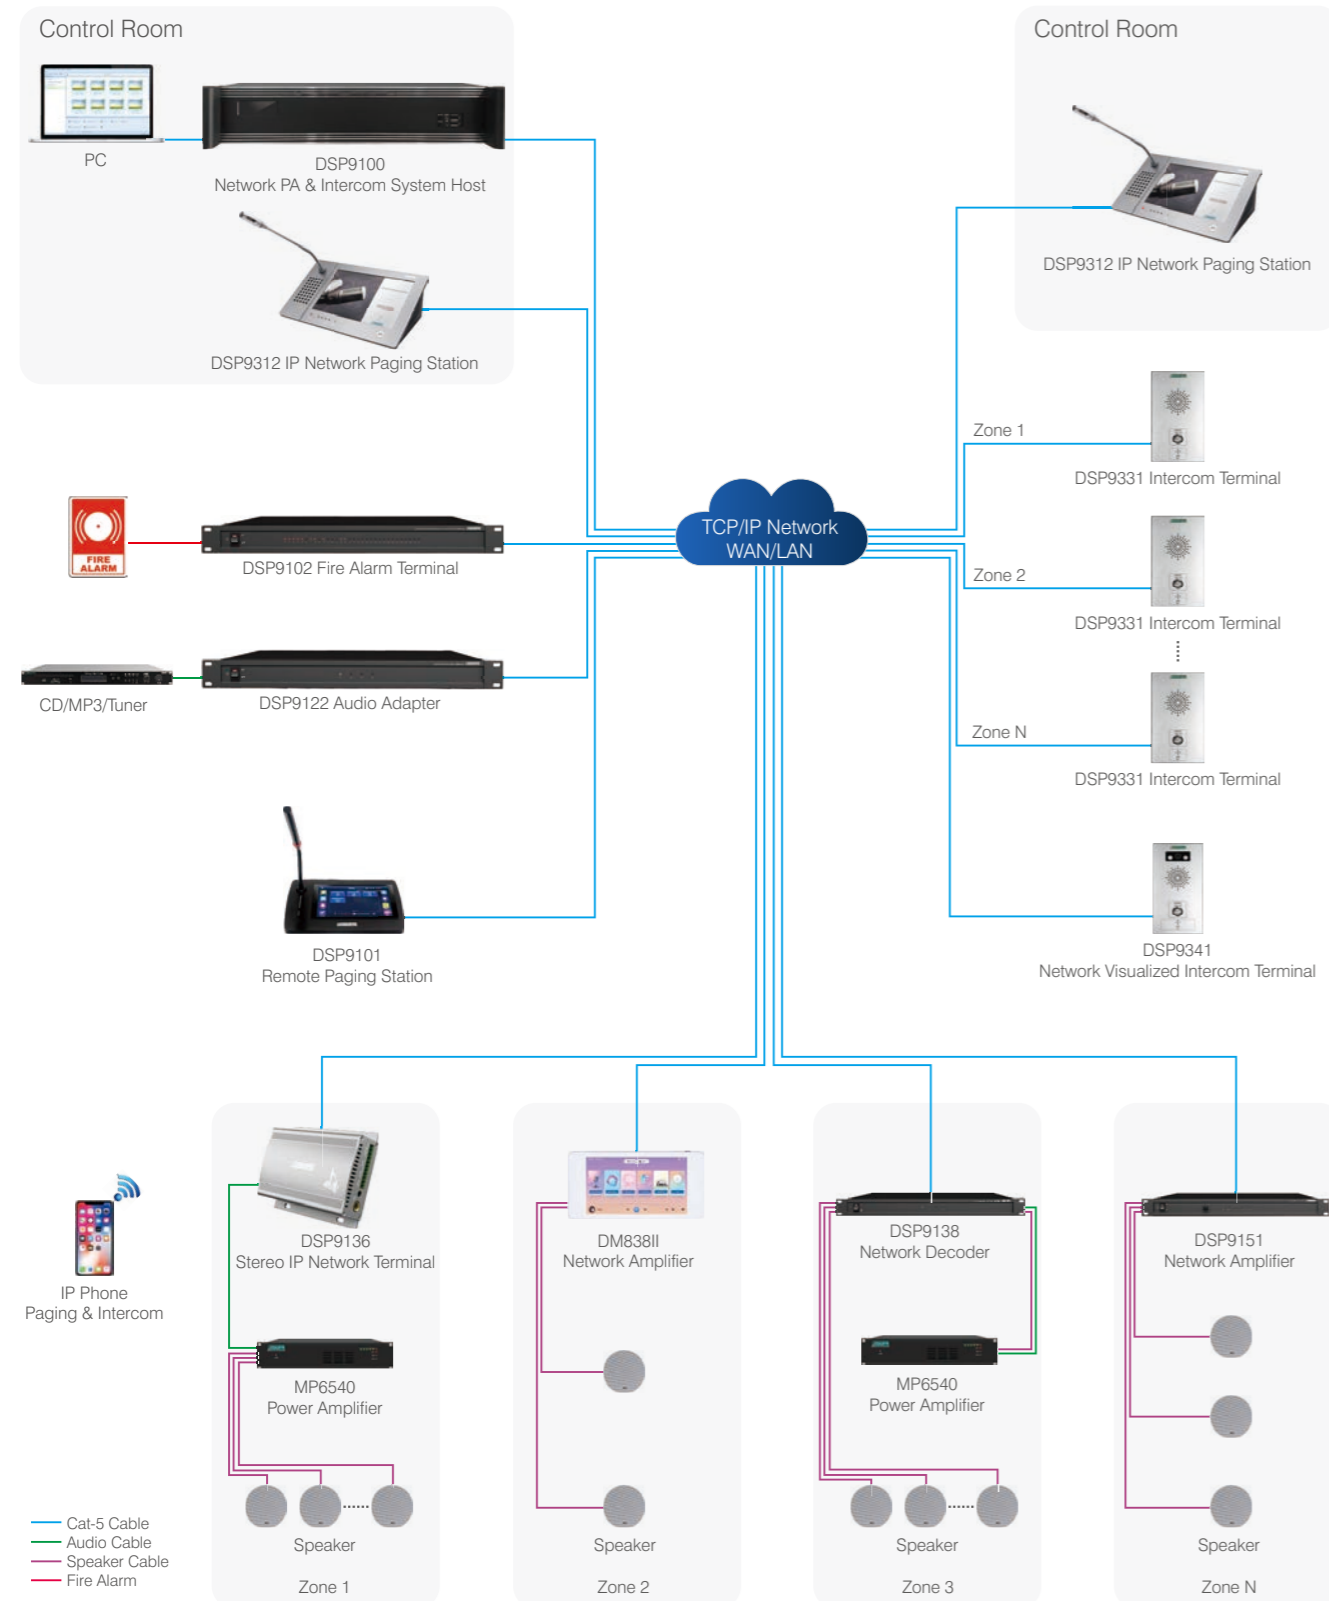 Control Room
PC
DSP9100
Network PA & Intercom System Host
DSP9312 IP Network Paging Station
Control Room
DSP9312 IP Network Paging Station
FIRE
ALARM
DSP9102 Fire Alarm Terminal
CD/MP3/Tuner
DSP9122 Audio Adapter
DSP9101
Remote Paging Station
TCP/IP Network
WAN/LAN
Zone 1
DSP9331 Intercom Terminal
Zone 2
DSP9331 Intercom Terminal
Zone N
DSP9331 Intercom Terminal
DSP9341
Network Visualized Intercom Terminal
IP Phone
Paging & Intercom
DSP9136
Stereo IP Network Terminal
MP6540
Power Amplifier
Speaker
Zone 1
DM838II
Network Amplifier
Speaker
Zone 2
DSP9138
Network Decoder
MP6540
Power Amplifier
Speaker
Zone 3
DSP9151
Network Amplifier
Speaker
Zone N
Cat-5 Cable
Audio Cable
Speaker Cable
Fire Alarm